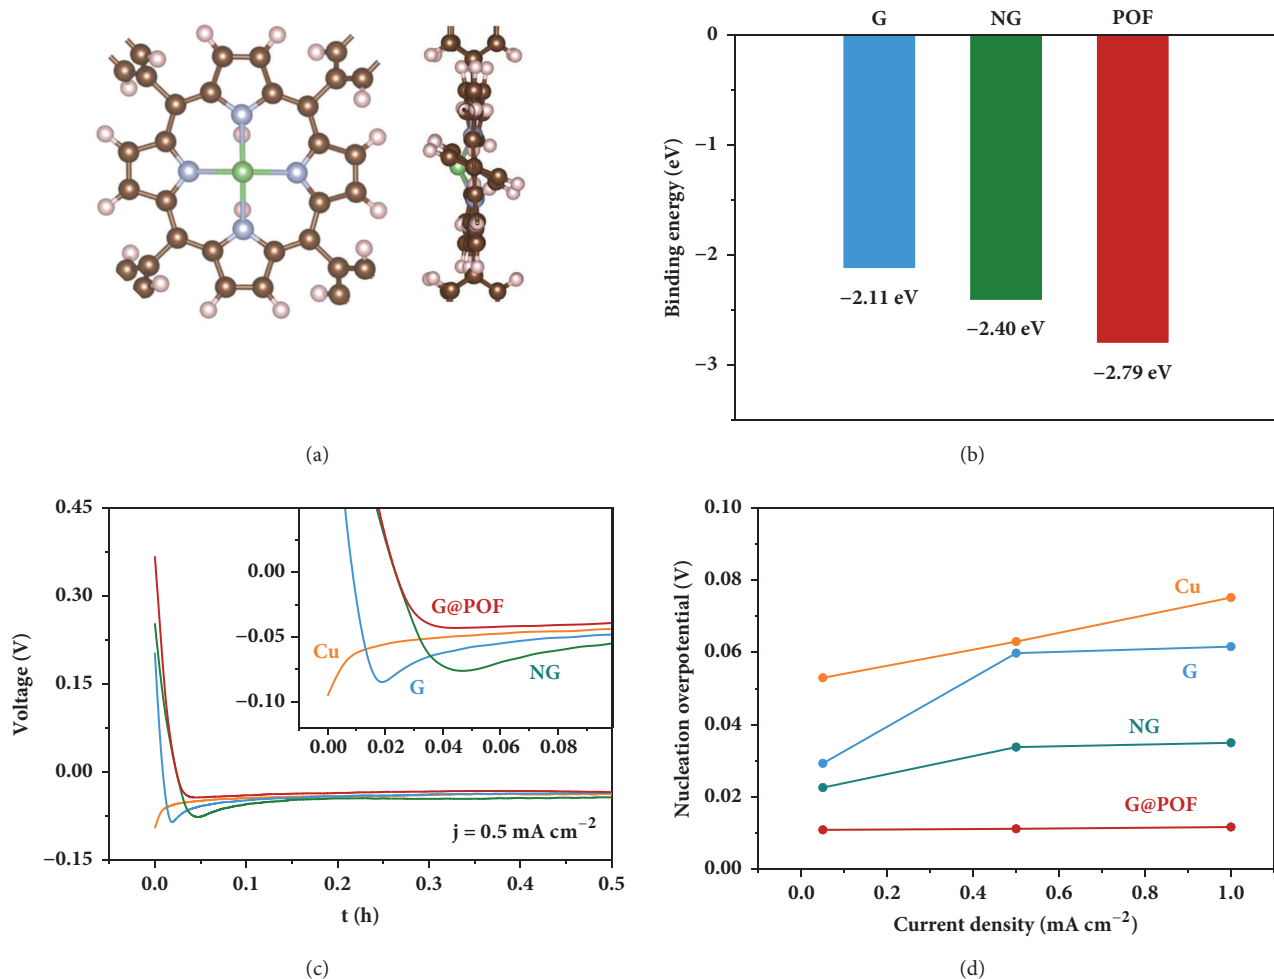 (a)
G NG POF
0
−1
−2
−3
Binding energy (eV)
−2.11 eV
−2.40 eV
−2.79 eV
(b)
0.45
0.30
0.15
0.00
−0.15
Voltage (V)
0.00
−0.05
−0.10
G@POF
Cu
G
NG
0.00 0.02 0.04 0.06 0.08
j = 0.5 mA cm⁻²
0.0 0.1 0.2 0.3 0.4 0.5
t (h)
(c)
0.10
0.08
0.06
0.04
0.02
0.00
Nucleation overpotential (V)
Cu
G
NG
G@POF
0.0 0.2 0.4 0.6 0.8 1.0
Current density (mA cm⁻²)
(d)